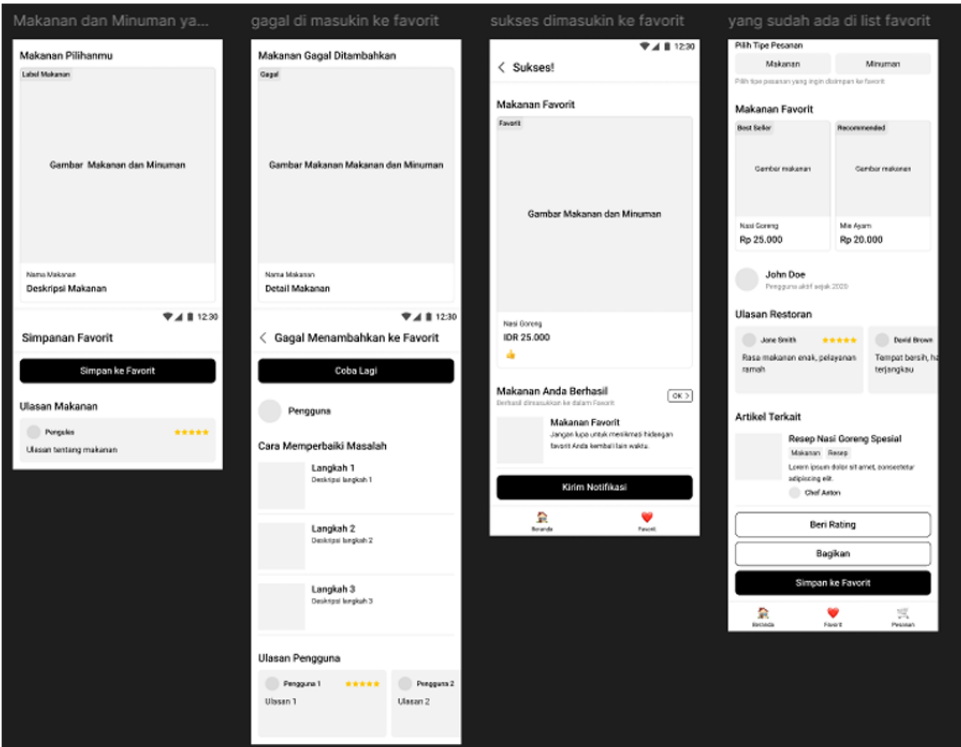 Makanan dan Minuman ya...
Makanan Pilihanmu
Label Makanan
Gambar Makanan dan Minuman
Nama Makanan
Deskripsi Makanan
12:30
Simpanan Favorit
Simpan ke Favorit
Ulasan Makanan
Pengulas
Ulasan tentang makanan
gagal di masukin ke favorit
Makanan Gagal Ditambahkan
Gagal
Gambar Makanan Makanan dan Minuman
Nama Makanan
Detail Makanan
12:30
Gagal Menambahkan ke Favorit
Coba Lagi
Pengguna
Cara Memperbaiki Masalah
Langkah 1
Deskripsi langkah 1
Langkah 2
Deskripsi langkah 2
Langkah 3
Deskripsi langkah 3
Ulasan Pengguna
Pengguna 1
Ulasan 1
Pengguna 2
Ulasan 2
sukses dimasukin ke favorit
12:30
Sukses!
Makanan Favorit
Favorit
Gambar Makanan dan Minuman
Nasi Goreng
IDR 25.000
Makanan Anda Berhasil
Berhasil dimasukkan ke dalam Favorit
OK >
Makanan Favorit
Jangan lupa untuk menikmati hidangan
favorit Anda kembali lain waktu.
Kirim Notifikasi
Beranda
Favorit
yang sudah ada di list favorit
Pilih Tipe Pesanan
Makanan
Minuman
Pilih tipe pesanan yang ingin disimpan ke favorit
Makanan Favorit
Best Seller
Gambar makanan
Nasi Goreng
Rp 25.000
Recommended
Gambar makanan
Mie Ayam
Rp 20.000
John Doe
Pengguna aktif sejak 2020
Ulasan Restoran
Jane Smith
Rasa makanan enak, pelayanan
ramah
David Brown
Tempat bersih, ha
terjangkau
Artikel Terkait
Resep Nasi Goreng Spesial
Makanan Resep
Lorem ipsum dolor sit amet, consectetur
adipiscing elit.
Chef Anton
Beri Rating
Bagikan
Simpan ke Favorit
Beranda
Favorit
Pesanan